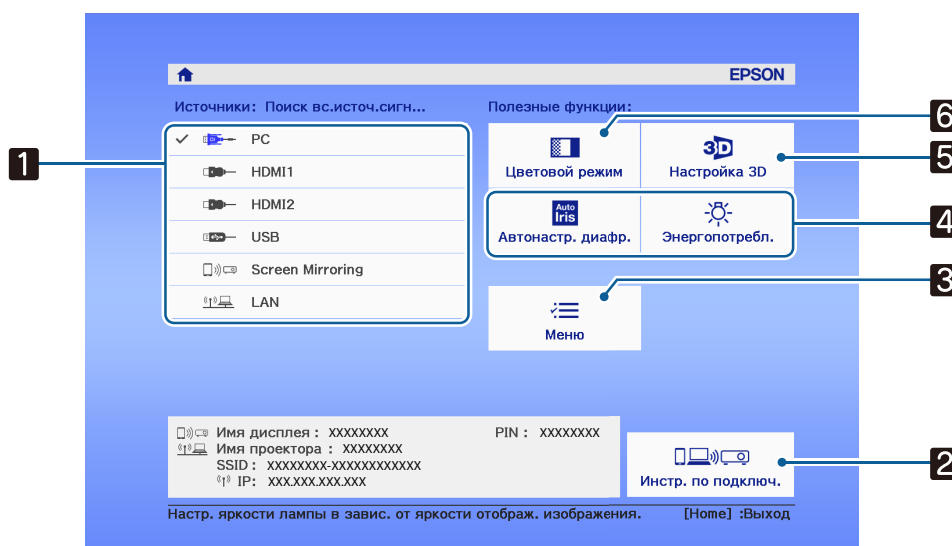 EPSON
Источники: Поиск вс.источ.сигн...
Полезные функции:
PC
HDMI1
HDMI2
USB
Screen Mirroring
LAN
Цветовой режим
3D
Настройка 3D
Auto
Iris
Автонастр. диафр.
Энергопотребл.
Меню
Имя дисплея : XXXXXXXX
PIN : XXXXXXXX
Имя проектора : XXXXXXXX
SSID : XXXXXXXX-XXXXXXXXXXXX
IP: XXX.XXX.XXX.XXX
Инстр. по подключ.
Настр. яркости лампы в завис. от яркости отображ. изображения.
[Home] :Выход
1
6
5
4
3
2